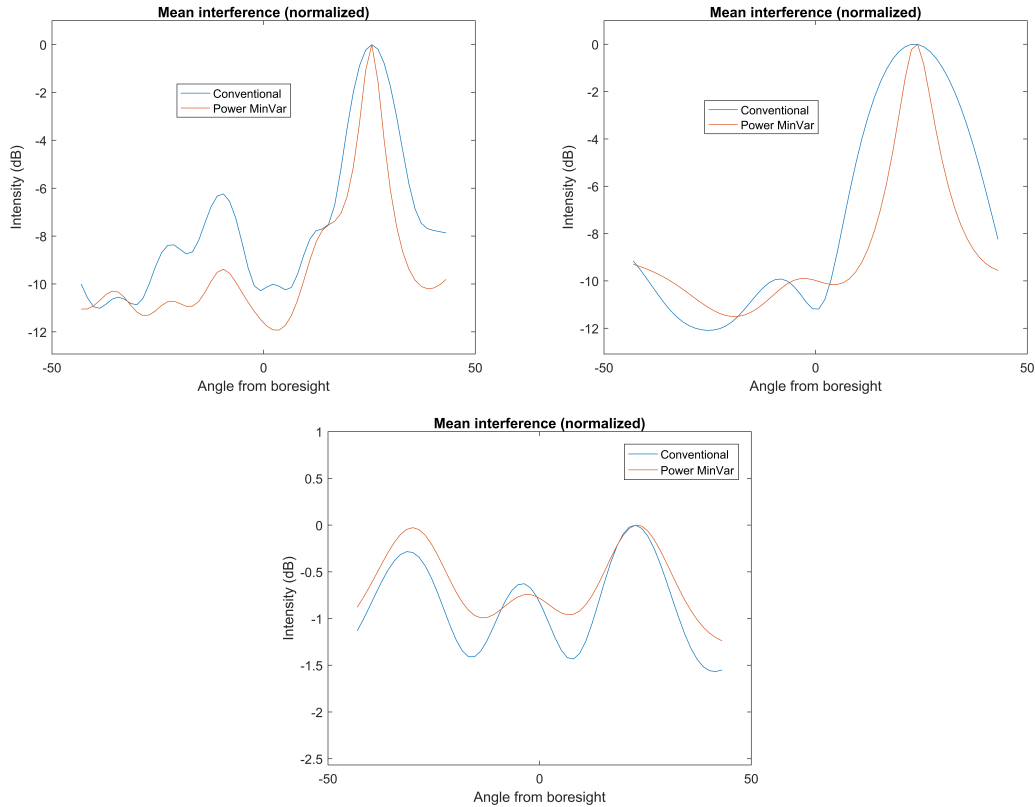 Mean interference (normalized)
0
-2
-4
-6
-8
-10
-12
Intensity (dB)
Conventional
Power MinVar
-50
0
50
Angle from boresight
Mean interference (normalized)
0
-2
-4
-6
-8
-10
-12
Intensity (dB)
Conventional
Power MinVar
-50
0
50
Angle from boresight
Mean interference (normalized)
1
0.5
0
-0.5
-1
-1.5
-2
-2.5
Intensity (dB)
Conventional
Power MinVar
-50
0
50
Angle from boresight